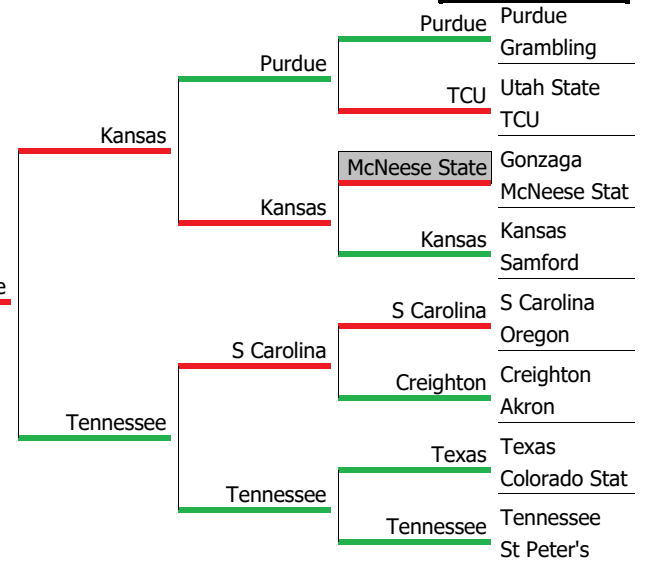 Purdue
Purdue
Grambling
Purdue
TCU
Utah State
TCU
Kansas
McNeese State
Gonzaga
McNeese Stat
Kansas
Kansas
Kansas
Samford
e
S Carolina
S Carolina
Oregon
S Carolina
Creighton
Creighton
Akron
Tennessee
Texas
Texas
Colorado Stat
Tennessee
Tennessee
Tennessee
St Peter's